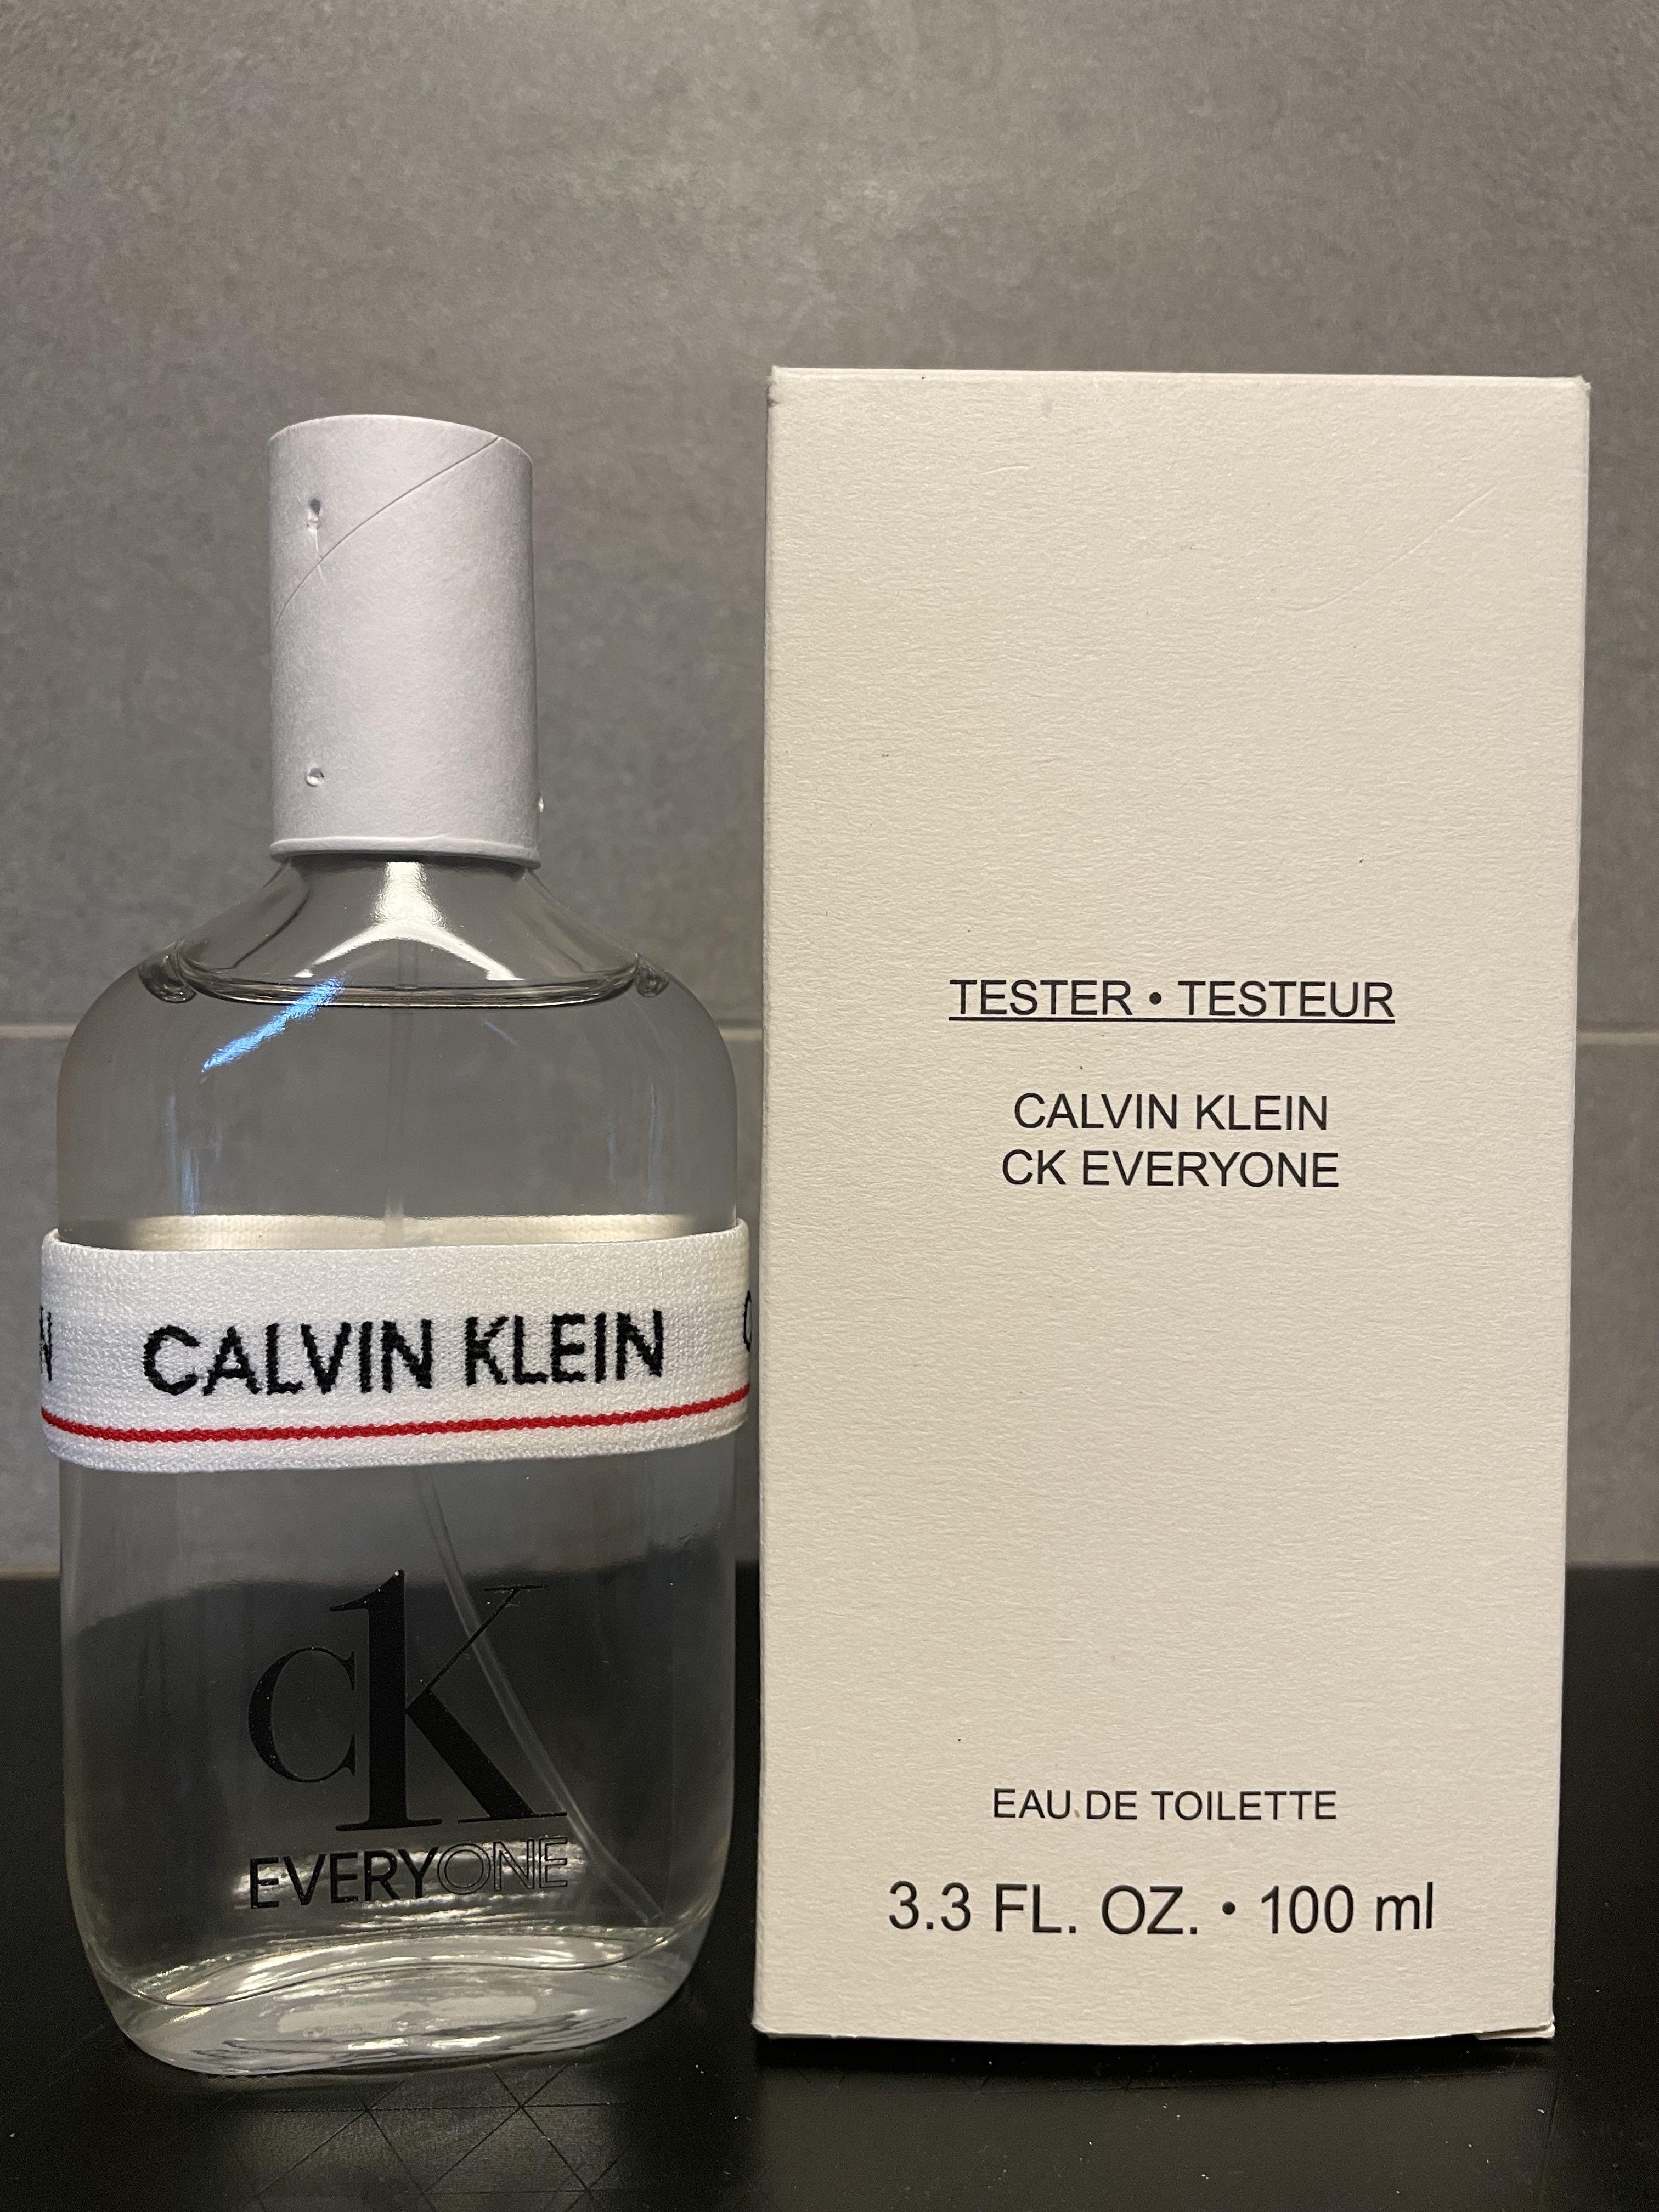 CALVIN KLEIN
cK
EVERYONE
TESTER • TESTEUR
CALVIN KLEIN
CK EVERYONE
EAU DE TOILETTE
3.3 FL. OZ. • 100 ml